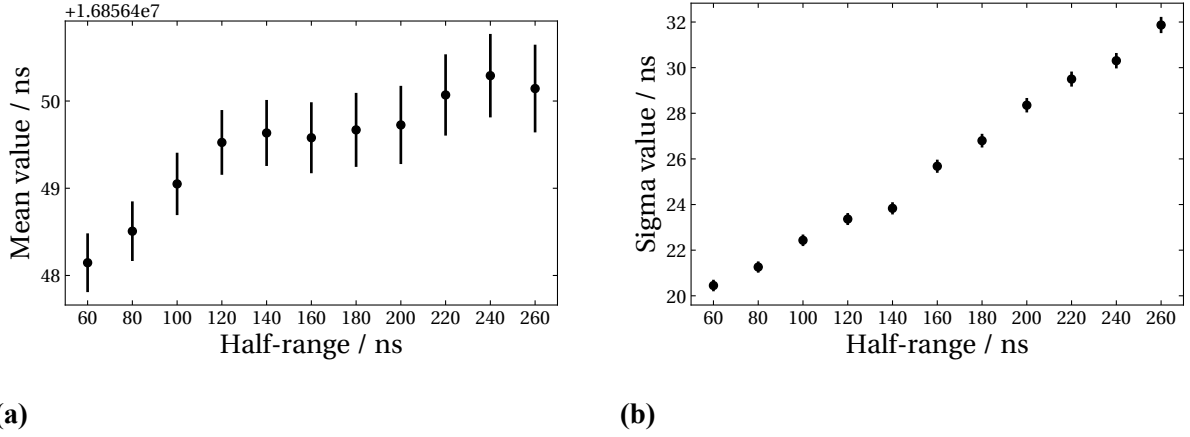 +1.68564e7
Mean value / ns
50
49
48
60 80 100 120 140 160 180 200 220 240 260
Half-range / ns
(a)
Sigma value / ns
32
30
28
26
24
22
20
60 80 100 120 140 160 180 200 220 240 260
Half-range / ns
(b)